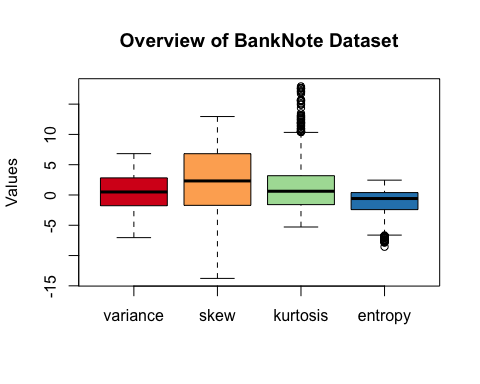 Overview of BankNote Dataset
Values
10
5
0
-5
-15
variance skew kurtosis entropy